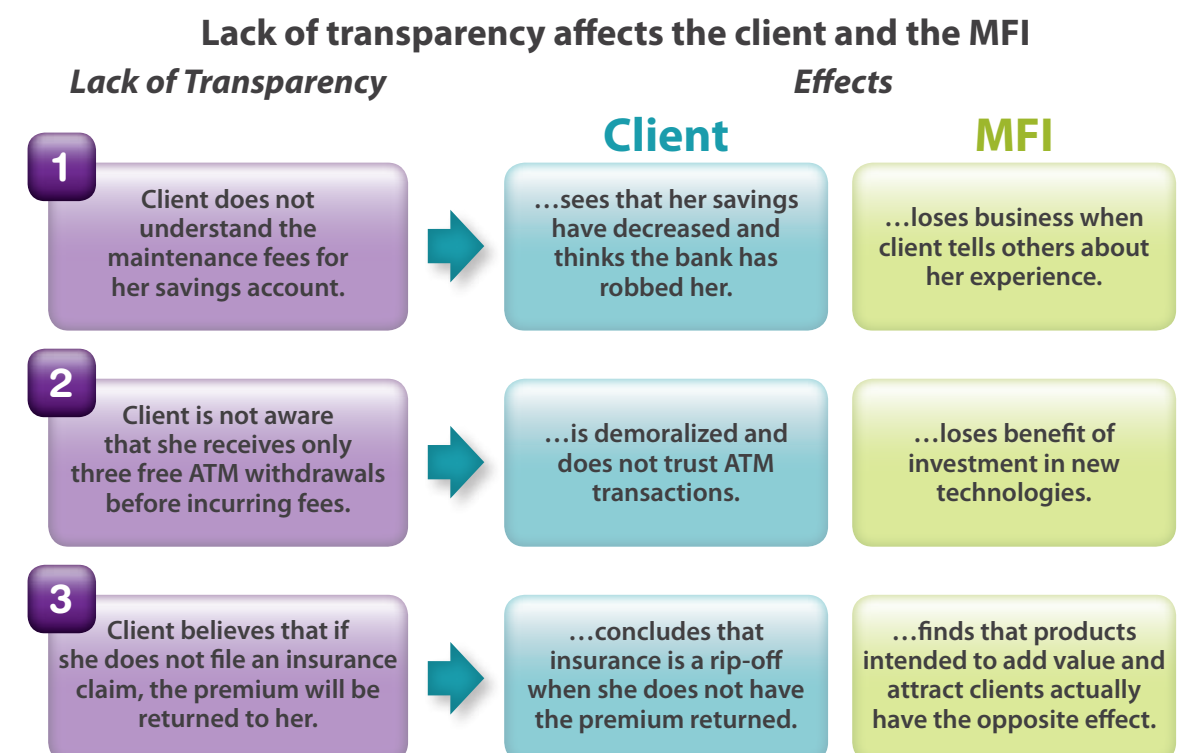 Lack of transparency affects the client and the MFI
Lack of Transparency
Effects
Client
MFI
1
Client does not
understand the
maintenance fees for
her savings account.
…sees that her savings
have decreased and
thinks the bank has
robbed her.
…loses business when
client tells others about
her experience.
2
Client is not aware
that she receives only
three free ATM withdrawals
before incurring fees.
…is demoralized and
does not trust ATM
transactions.
…loses benefit of
investment in new
technologies.
3
Client believes that if
she does not file an insurance
claim, the premium will be
returned to her.
…concludes that
insurance is a rip-off
when she does not have
the premium returned.
…finds that products
intended to add value and
attract clients actually
have the opposite effect.